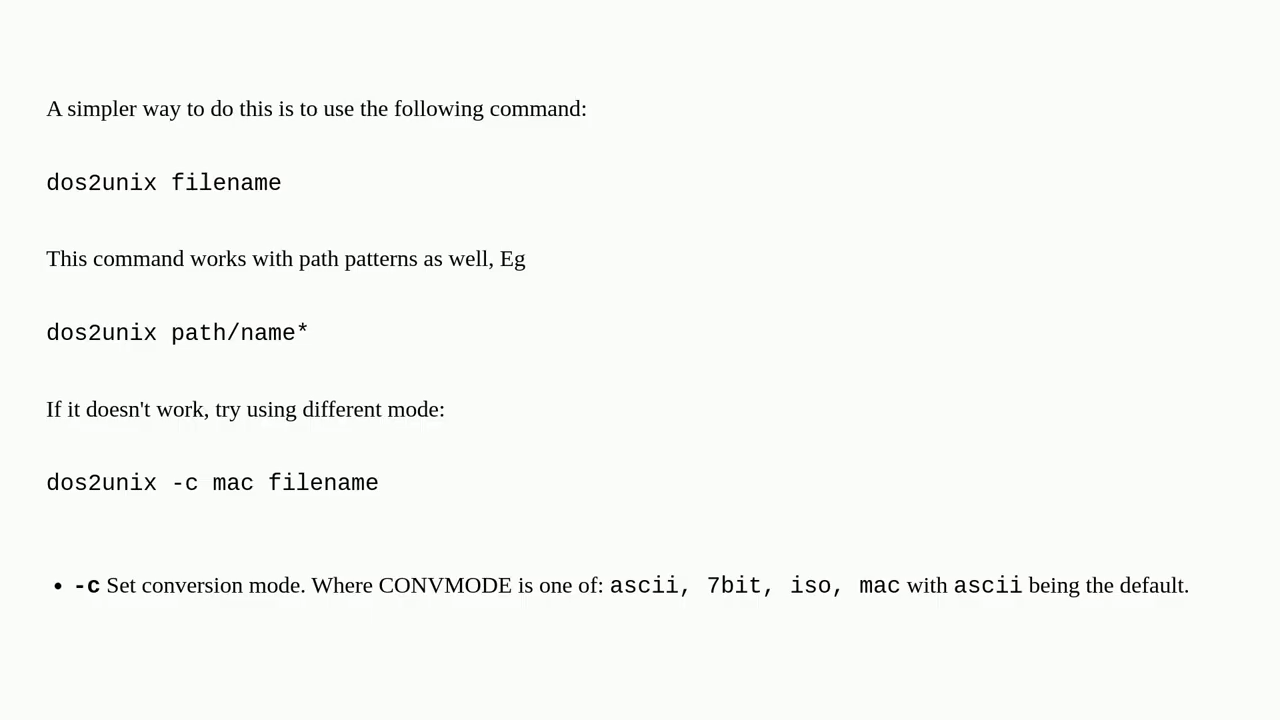 A simpler way to do this is to use the following command:
dos2unix filename
This command works with path patterns as well, Eg
dos2unix path/name*
If it doesn't work, try using different mode:
dos2unix -c mac filename
• -c Set conversion mode. Where CONVMODE is one of: ascii, 7bit, iso, mac with ascii being the default.